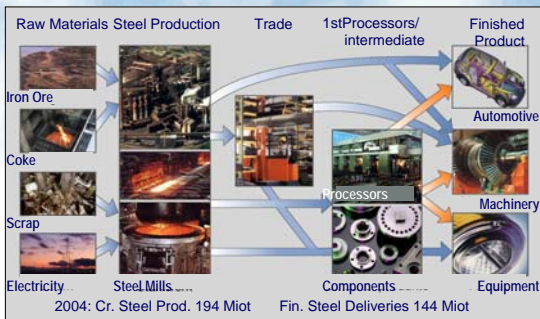 Raw Materials Steel Production Trade 1stProcessors/ Finished
intermediate Product
Iron Ore
Automotive
Coke
Processors
Machinery
Scrap
Electricity Steel Mills Components Equipment
2004: Cr. Steel Prod. 194 Miot Fin. Steel Deliveries 144 Miot